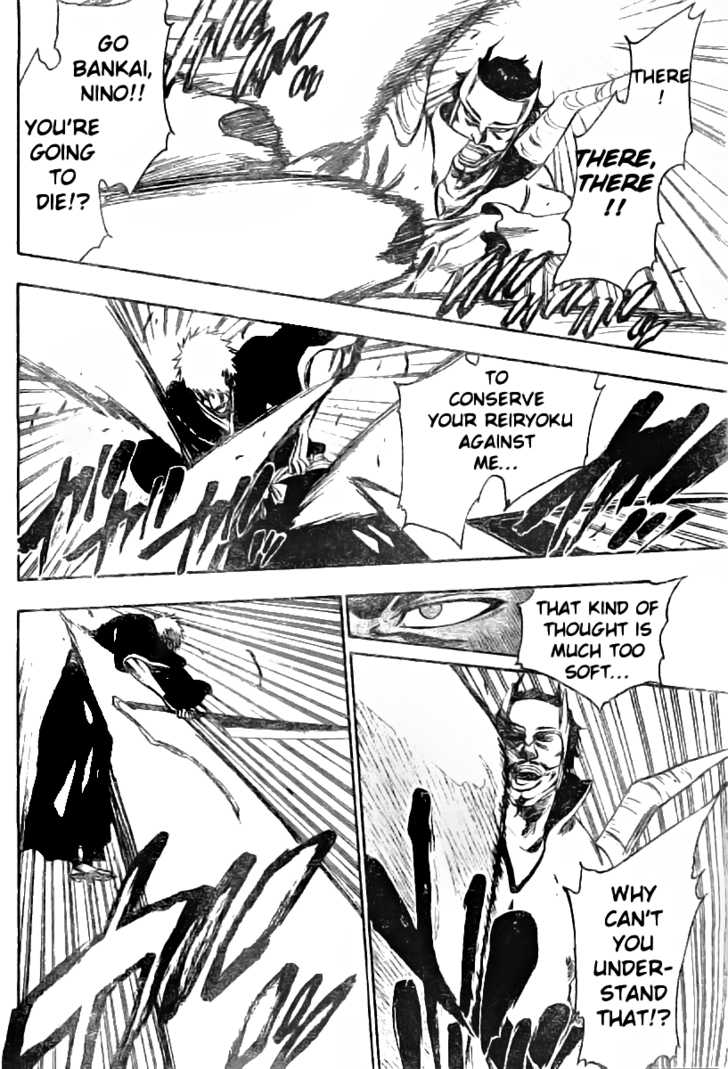 THERE
!
THERE,
THERE
!!
GO
BANKAI,
NINO!!
YOU'RE
GOING
TO
DIE!?
TO
CONSERVE
YOUR REIRYOKU
AGAINST
ME...
THAT KIND OF
THOUGHT IS
MUCH TOO
SOFT...
WHY
CAN'T
YOU
UNDER-
STAND
THAT!?